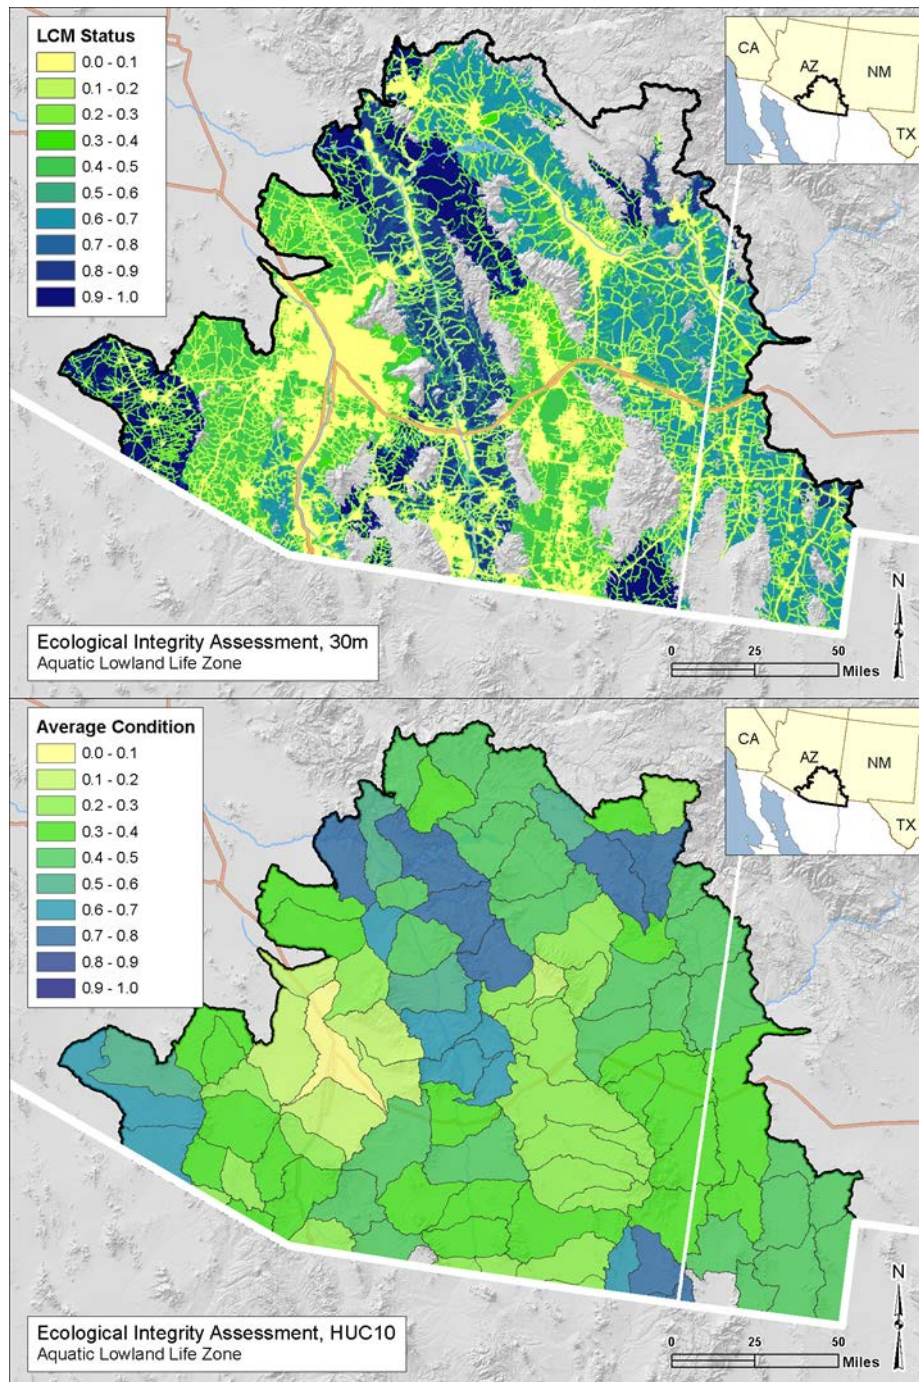 LCM Status
0.0 - 0.1
0.1 - 0.2
0.2 - 0.3
0.3 - 0.4
0.4 - 0.5
0.5 - 0.6
0.6 - 0.7
0.7 - 0.8
0.8 - 0.9
0.9 - 1.0
CA
AZ
NM
TX
N
0 25 50
Miles
Ecological Integrity Assessment, 30m
Aquatic Lowland Life Zone
Average Condition
0.0 - 0.1
0.1 - 0.2
0.2 - 0.3
0.3 - 0.4
0.4 - 0.5
0.5 - 0.6
0.6 - 0.7
0.7 - 0.8
0.8 - 0.9
0.9 - 1.0
CA
AZ
NM
TX
N
0 25 50
Miles
Ecological Integrity Assessment, HUC10
Aquatic Lowland Life Zone